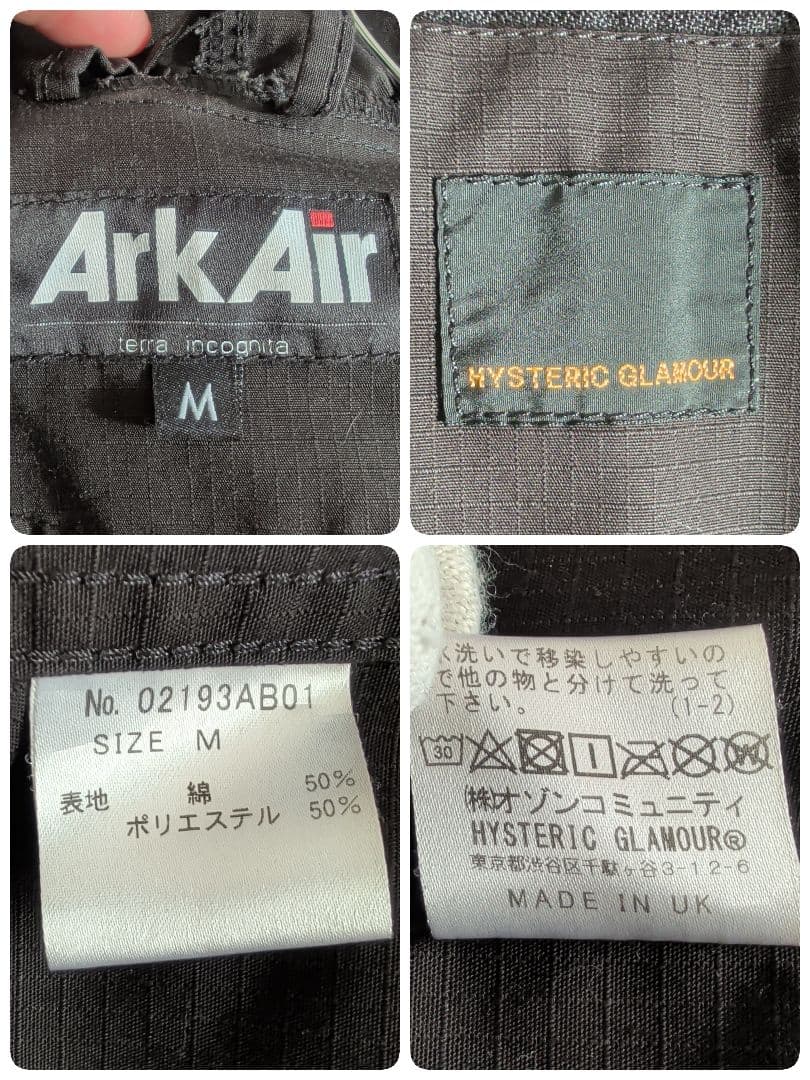 ArkAir
terra incognita
M
HYSTERIC GLAMOUR
No. 02193AB01
SIZE M
表地 綿 50%
ポリエステル 50%
洗いで移染しやすいの
で他の物と分けて洗って
下さい。 (1-2)
30
(株)オゾンコミュニティ
HYSTERIC GLAMOUR®
東京都渋谷区千駄ヶ谷3-12-6
MADE IN UK